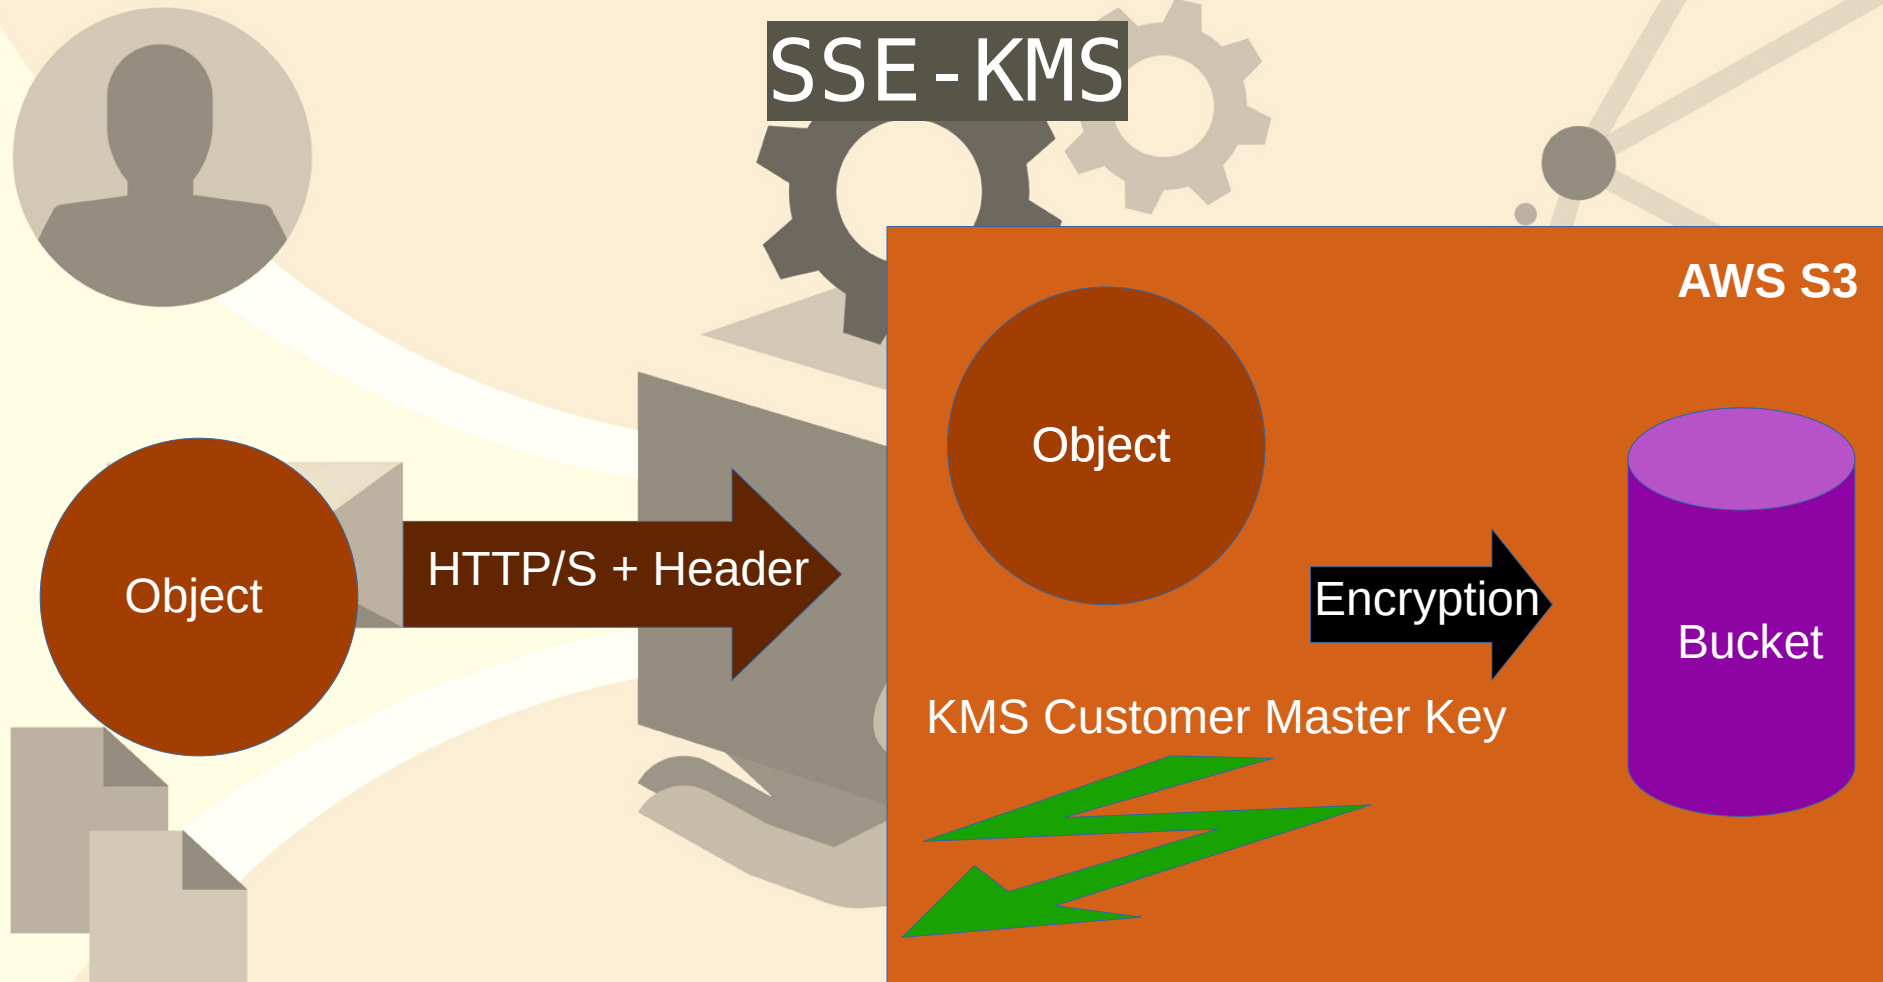 SSE-KMS
AWS S3
Object
Object
HTTP/S + Header
Encryption
Bucket
KMS Customer Master Key